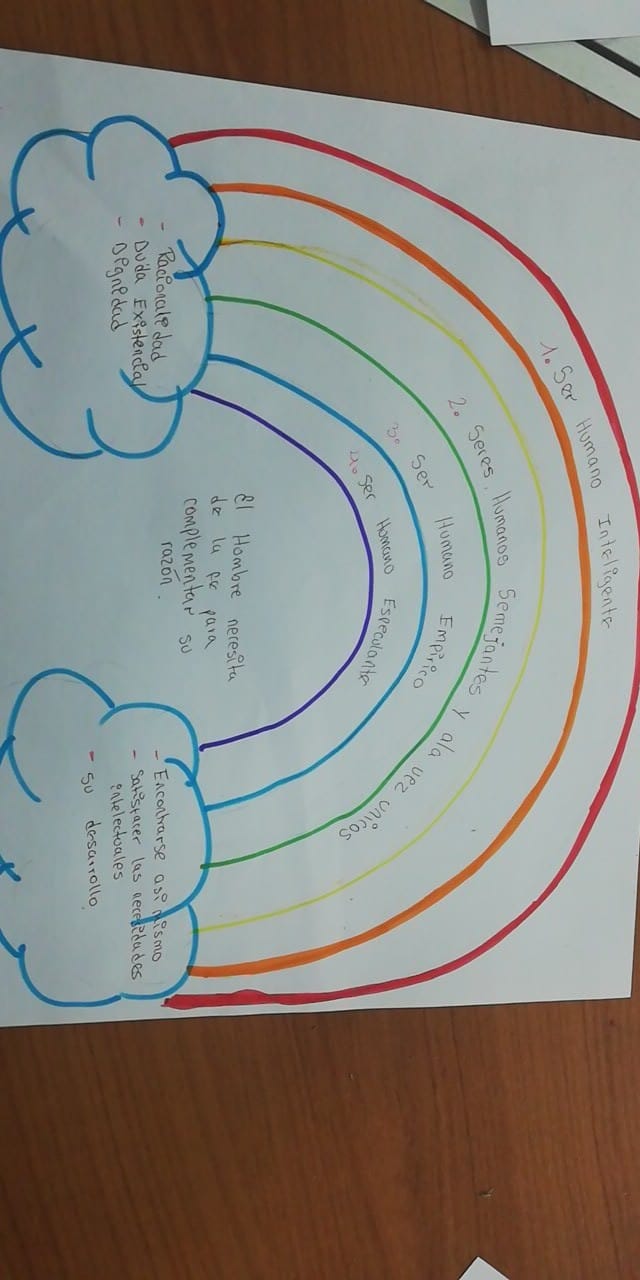 1. Ser Humano Inteligente
2. Seres Humanos Semejantes Y ala vez unicos
3. Ser Humano Empirico
4. Ser Humano Especulante
- Racionalidad
- Duda Existencial
- Dignidad
El Hombre necesita
de la fe para
complementar su
razón.
- Encontrarse asi mismo
- Satisfacer las necesidades
intelectuales
- Su desarrollo.